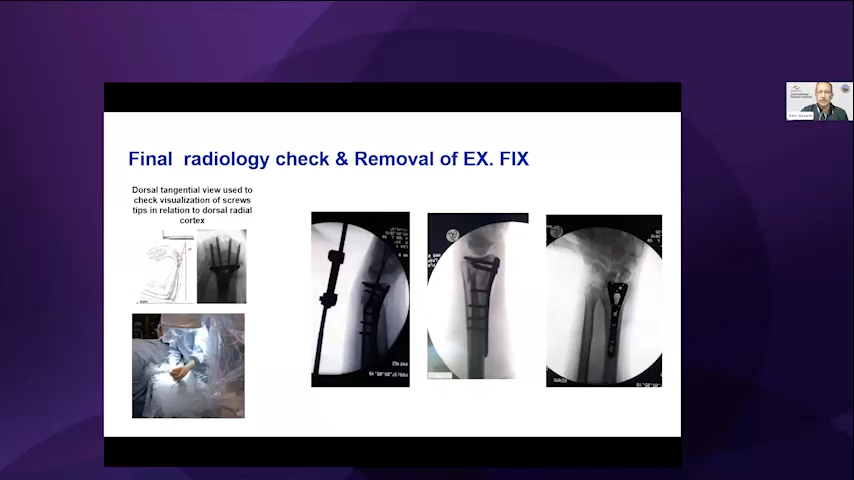 Final radiology check & Removal of EX. FIX
Dorsal tangential view used to
check visualization of screws
tips in relation to dorsal radial
cortex